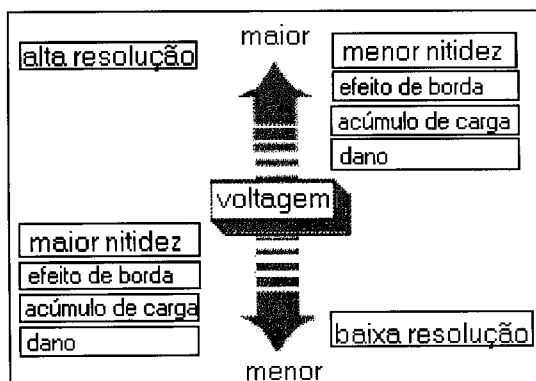 alta resolução
maior
menor nitidez
efeito de borda
acúmulo de carga
dano
voltagem
maior nitidez
efeito de borda
acúmulo de carga
dano
baixa resolução
menor